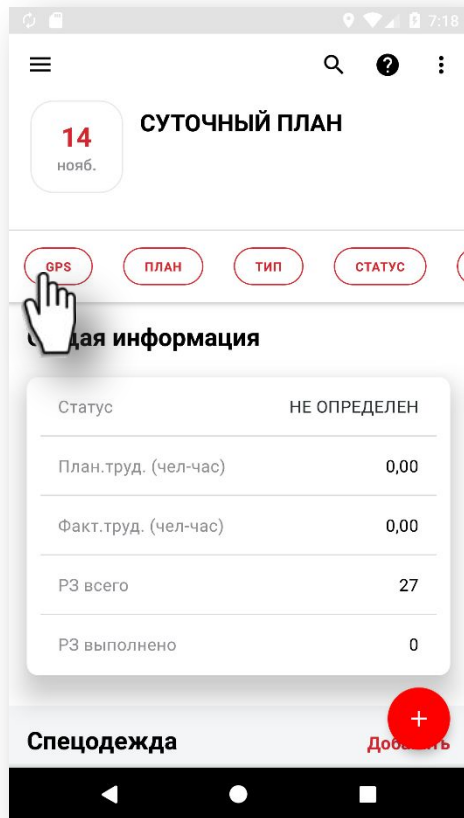 7:18
14
нояб.
СУТОЧНЫЙ ПЛАН
GPS ПЛАН ТИП СТАТУС
информация
Статус НЕ ОПРЕДЕЛЕН
План.труд. (чел-час) 0,00
Факт.труд. (чел-час) 0,00
РЗ всего 27
РЗ выполнено 0
+
Спецодежда